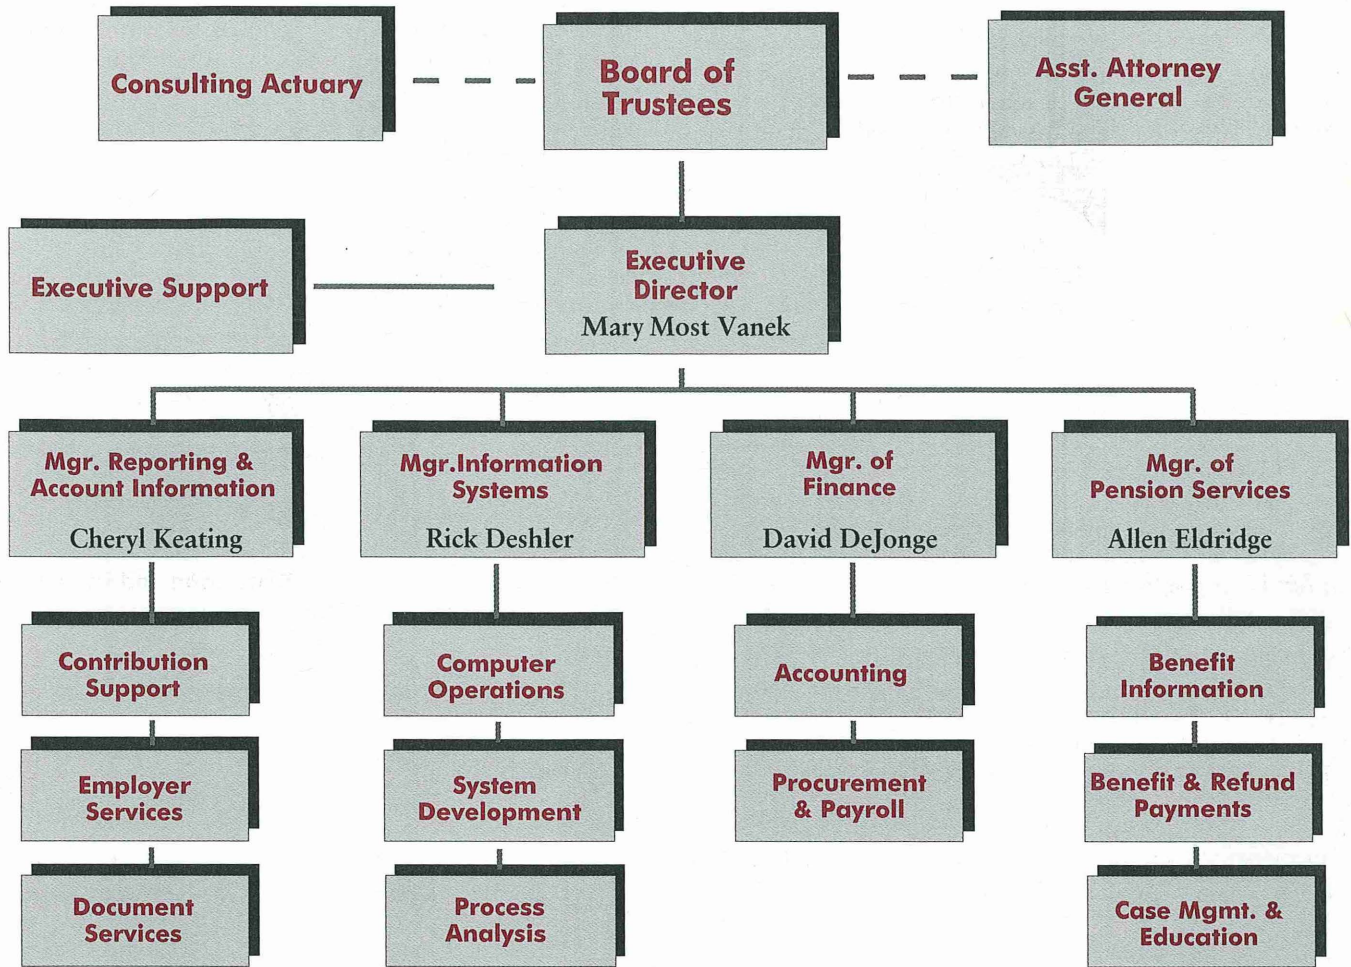 Consulting Actuary
Board of
Trustees
Asst. Attorney
General
Executive Support
Executive
Director
Mary Most Vanek
Mgr. Reporting &
Account Information
Cheryl Keating
Mgr.Information
Systems
Rick Deshler
Mgr. of
Finance
David DeJonge
Mgr. of
Pension Services
Allen Eldridge
Contribution
Support
Computer
Operations
Accounting
Benefit
Information
Employer
Services
System
Development
Procurement
& Payroll
Benefit & Refund
Payments
Document
Services
Process
Analysis
Case Mgmt. &
Education